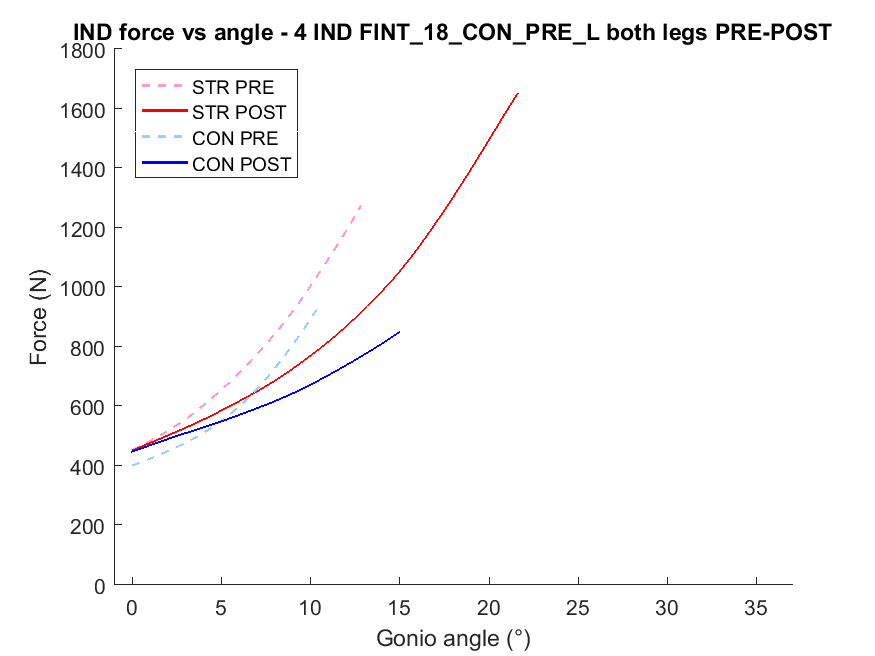 IND force vs angle - 4 IND FINT_18_CON_PRE_L both legs PRE-POST
1800
1600
1400
1200
1000
800
600
400
200
0
Force (N)
STR PRE
STR POST
CON PRE
CON POST
0 5 10 15 20 25 30 35
Gonio angle (°)